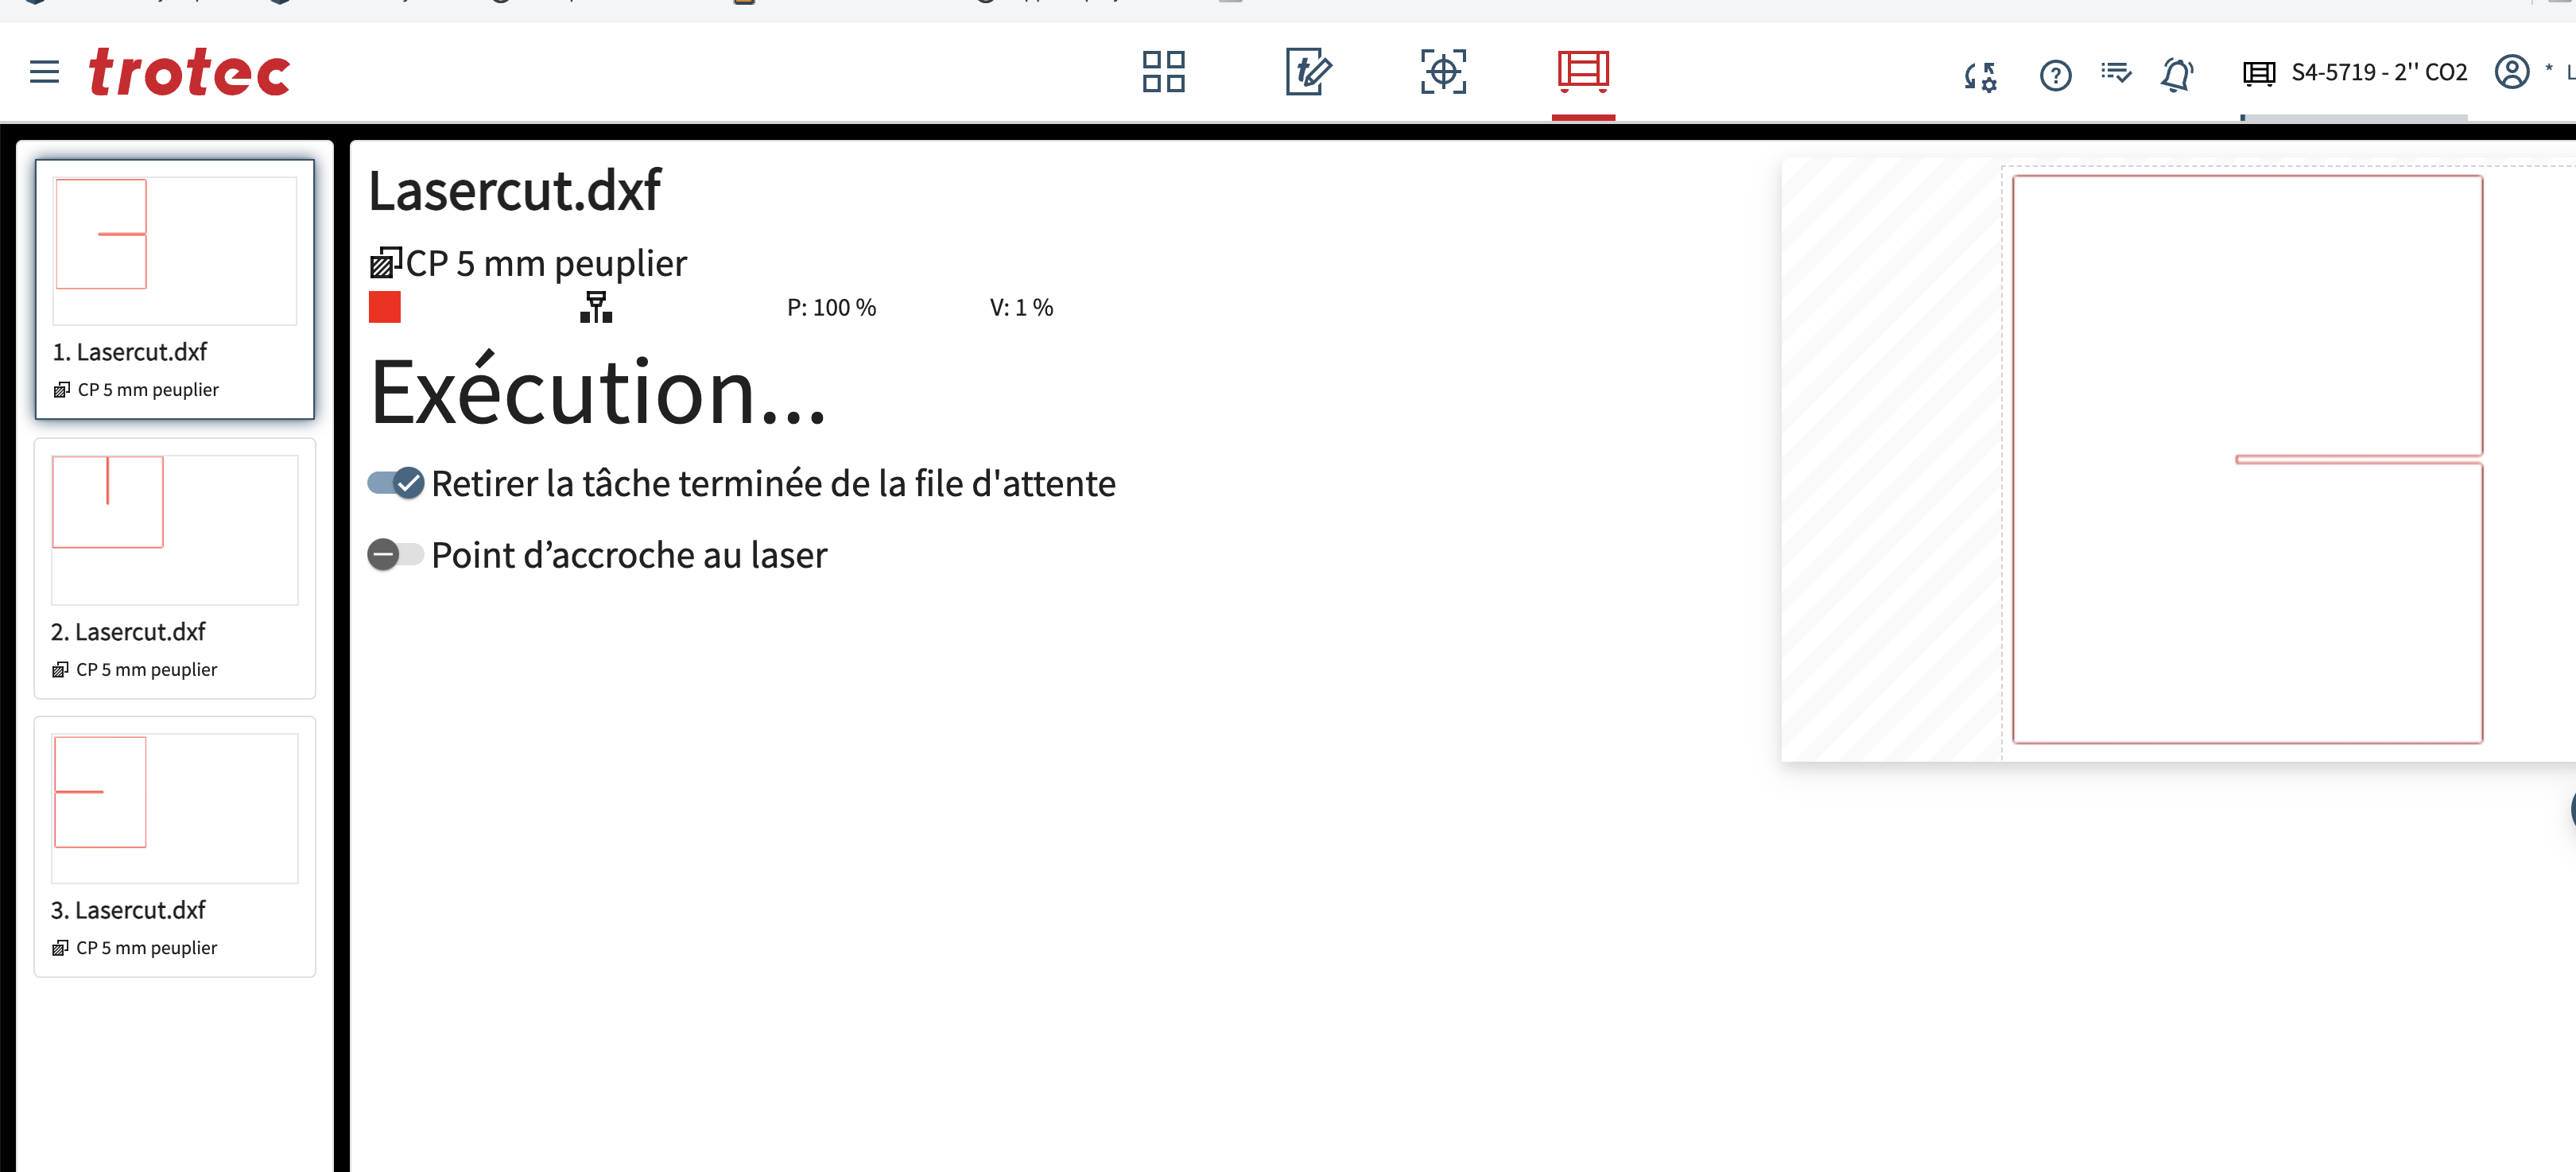 trotec
S4-5719 - 2'' CO2
1. Lasercut.dxf
CP 5 mm peuplier
2. Lasercut.dxf
CP 5 mm peuplier
3. Lasercut.dxf
CP 5 mm peuplier
Lasercut.dxf
CP 5 mm peuplier
P: 100 %
V: 1 %
Exécution...
Retirer la tâche terminée de la file d'attente
Point d’accroche au laser